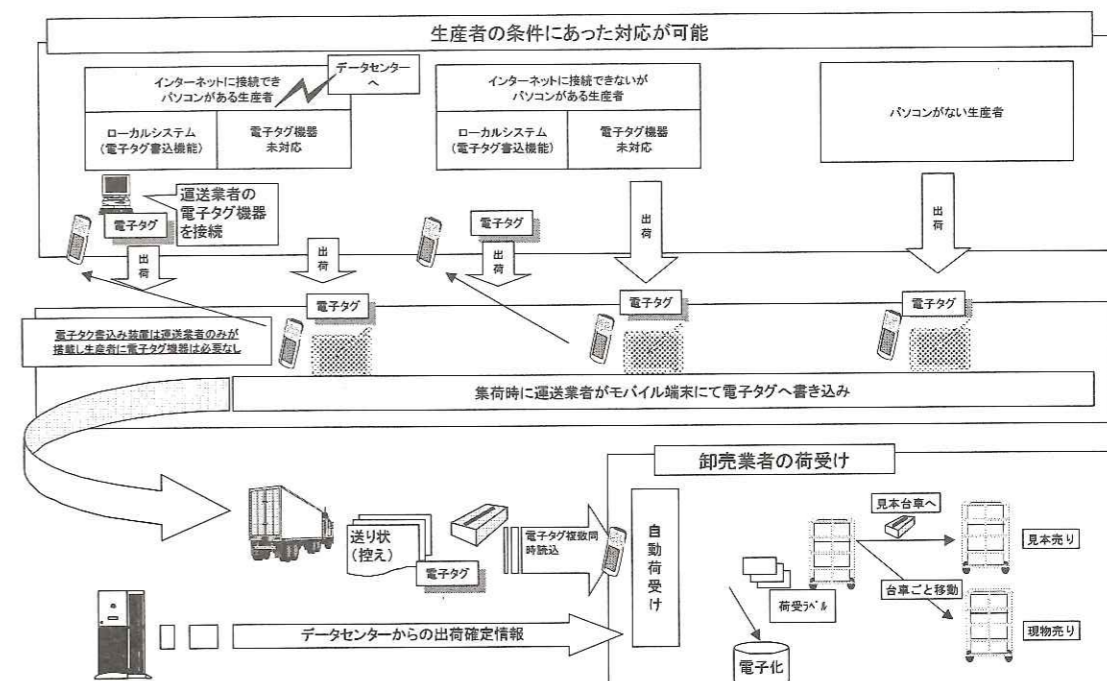 生産者の条件にあった対応が可能
データセンター
へ
インターネットに接続でき
パソコンがある生産者
ローカルシステム
(電子タグ書込機能)
電子タグ機器
未対応
インターネットに接続できないが
パソコンがある生産者
ローカルシステム
(電子タグ書込機能)
電子タグ機器
未対応
パソコンがない生産者
運送業者の
電子タグ機器
を接続
電子タグ
出荷
出荷
電子タグ
出荷
出荷
出荷
電子タグ
電子タグ
電子タグ
電子タク書込み装置は運送業者のみが
搭載し生産者に電子タグ機器は必要なし
集荷時に運送業者がモバイル端末にて電子タグへ書き込み
卸売業者の荷受け
送り状
(控え)
電子タグ
電子タグ複数同
時読込
自動荷受け
荷受ラベル
見本台車へ
見本売り
台車ごと移動
現物売り
データセンターからの出荷確定情報
電子化